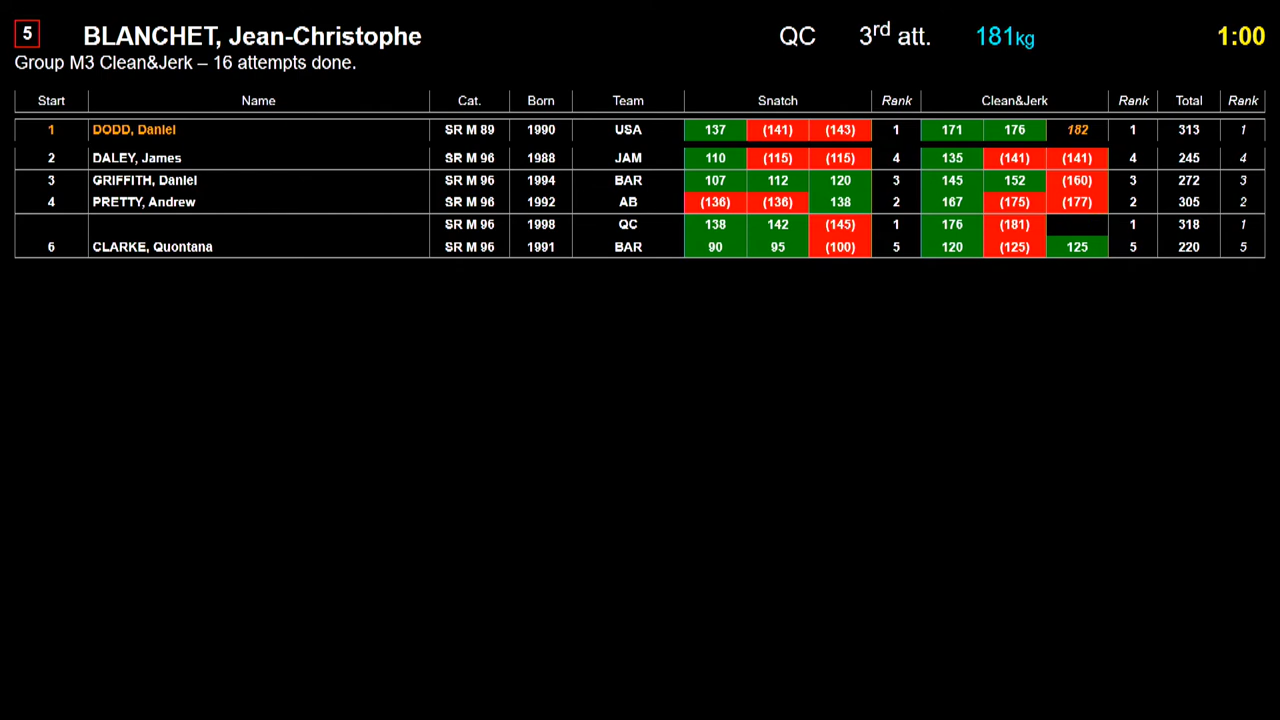 5 BLANCHET, Jean-Christophe QC 3rd att. 181kg 1:00
Group M3 Clean&Jerk – 16 attempts done.
Start Name Cat. Born Team Snatch Rank Clean&Jerk Rank Total Rank
1 DODD, Daniel SR M 89 1990 USA 137 (141) (143) 1 171 176 182 1 313 1
2 DALEY, James SR M 96 1988 JAM 110 (115) (115) 4 135 (141) (141) 4 245 4
3 GRIFFITH, Daniel SR M 96 1994 BAR 107 112 120 3 145 152 (160) 3 272 3
4 PRETTY, Andrew SR M 96 1992 AB (136) (136) 138 2 167 (175) (177) 2 305 2
SR M 96 1998 QC 138 142 (145) 1 176 (181) 1 318 1
6 CLARKE, Quontana SR M 96 1991 BAR 90 95 (100) 5 120 (125) 125 5 220 5